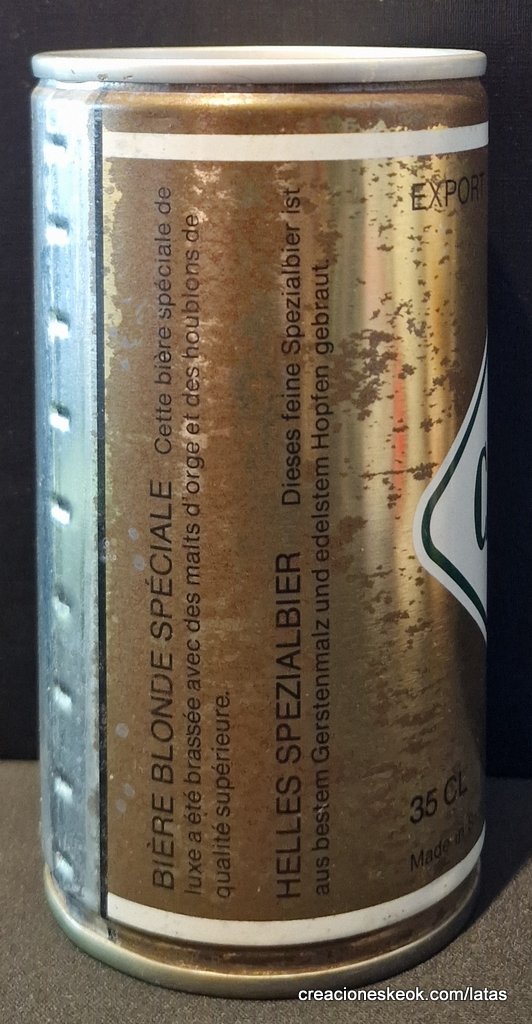 BIÈRE BLONDE SPÉCIALE Cette bière spéciale de
luxe a été brassée avec des malts d'orge et des houblons de
qualité supérieure.
HELLES SPEZIALBIER Dieses feine Spezialbier ist
aus bestem Gerstenmalz und edelstem Hopfen gebraut.
EXPORT
35 CL
Made in
creacioneskeok.com/latas